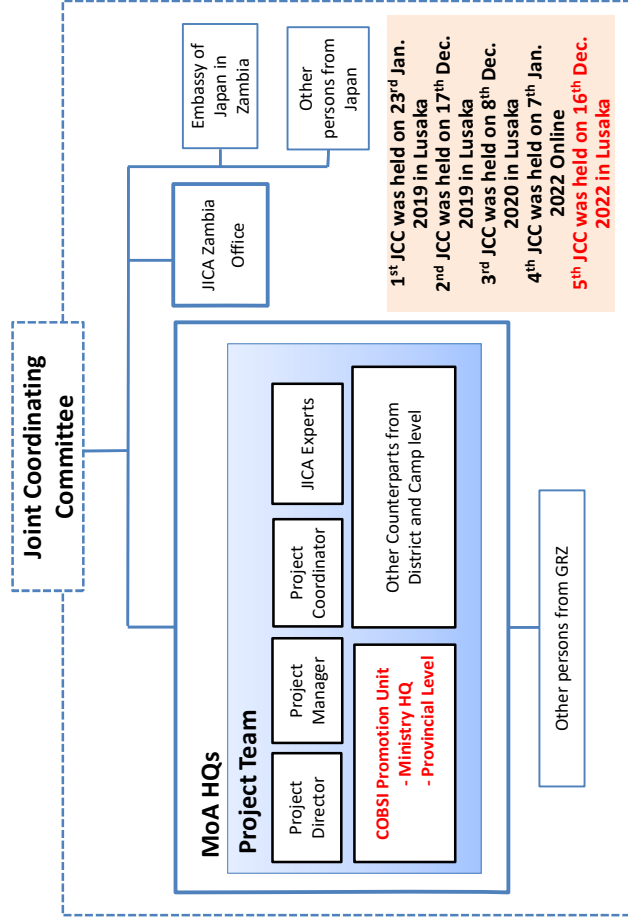 Joint Coordinating
Committee
MoA HQs
Project Team
Project
Director
Project
Manager
Project
Coordinator
JICA Experts
COBSI Promotion Unit
- Ministry HQ
- Provincial Level
Other Counterparts from
District and Camp level
Other persons from GRZ
JICA Zambia
Office
Embassy of
Japan in
Zambia
Other
persons from
Japan
1st JCC was held on 23rd Jan.
2019 in Lusaka
2nd JCC was held on 17th Dec.
2019 in Lusaka
3rd JCC was held on 8th Dec.
2020 in Lusaka
4th JCC was held on 7th Jan.
2022 Online
5th JCC was held on 16th Dec.
2022 in Lusaka